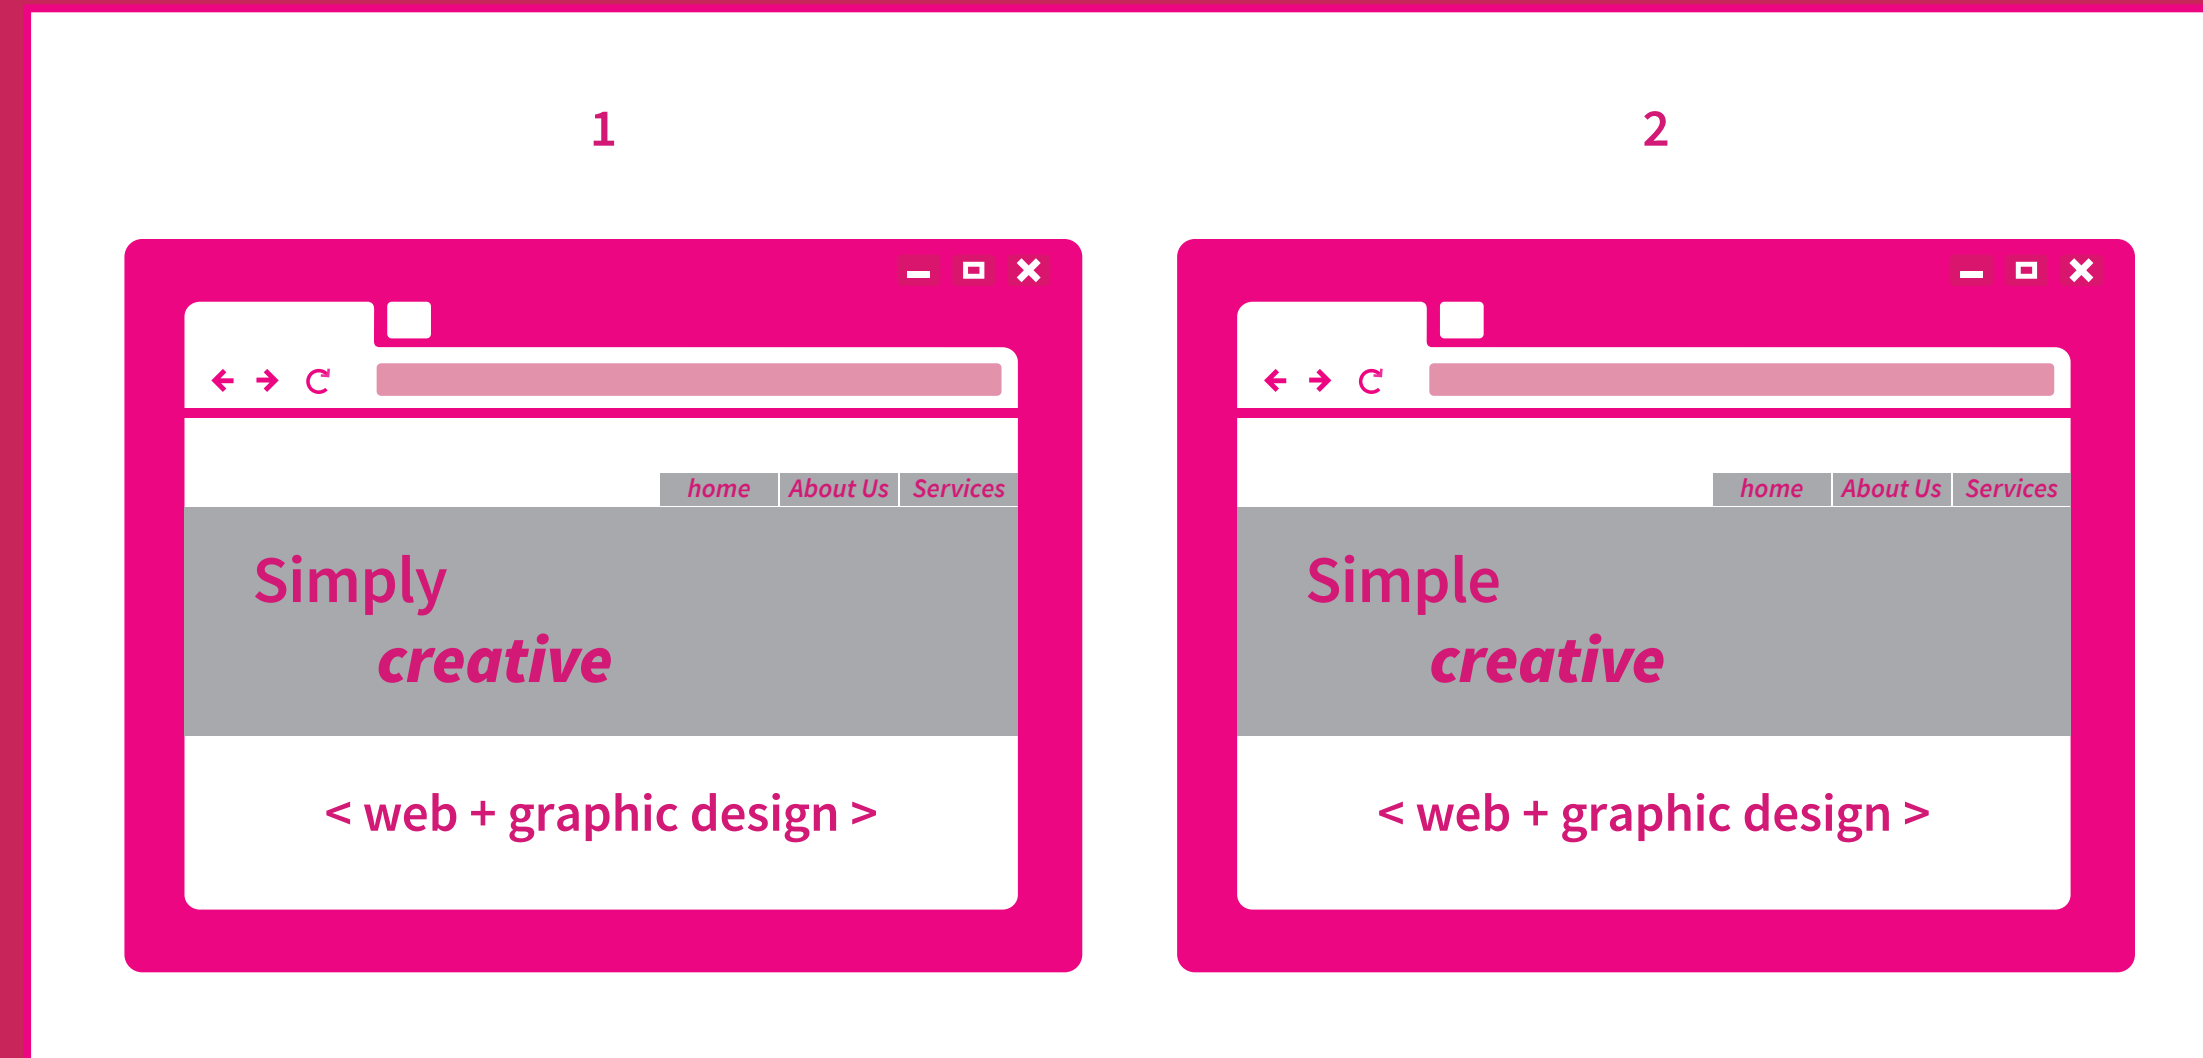 1
home About Us Services
Simply
creative
< web + graphic design >
2
home About Us Services
Simple
creative
< web + graphic design >